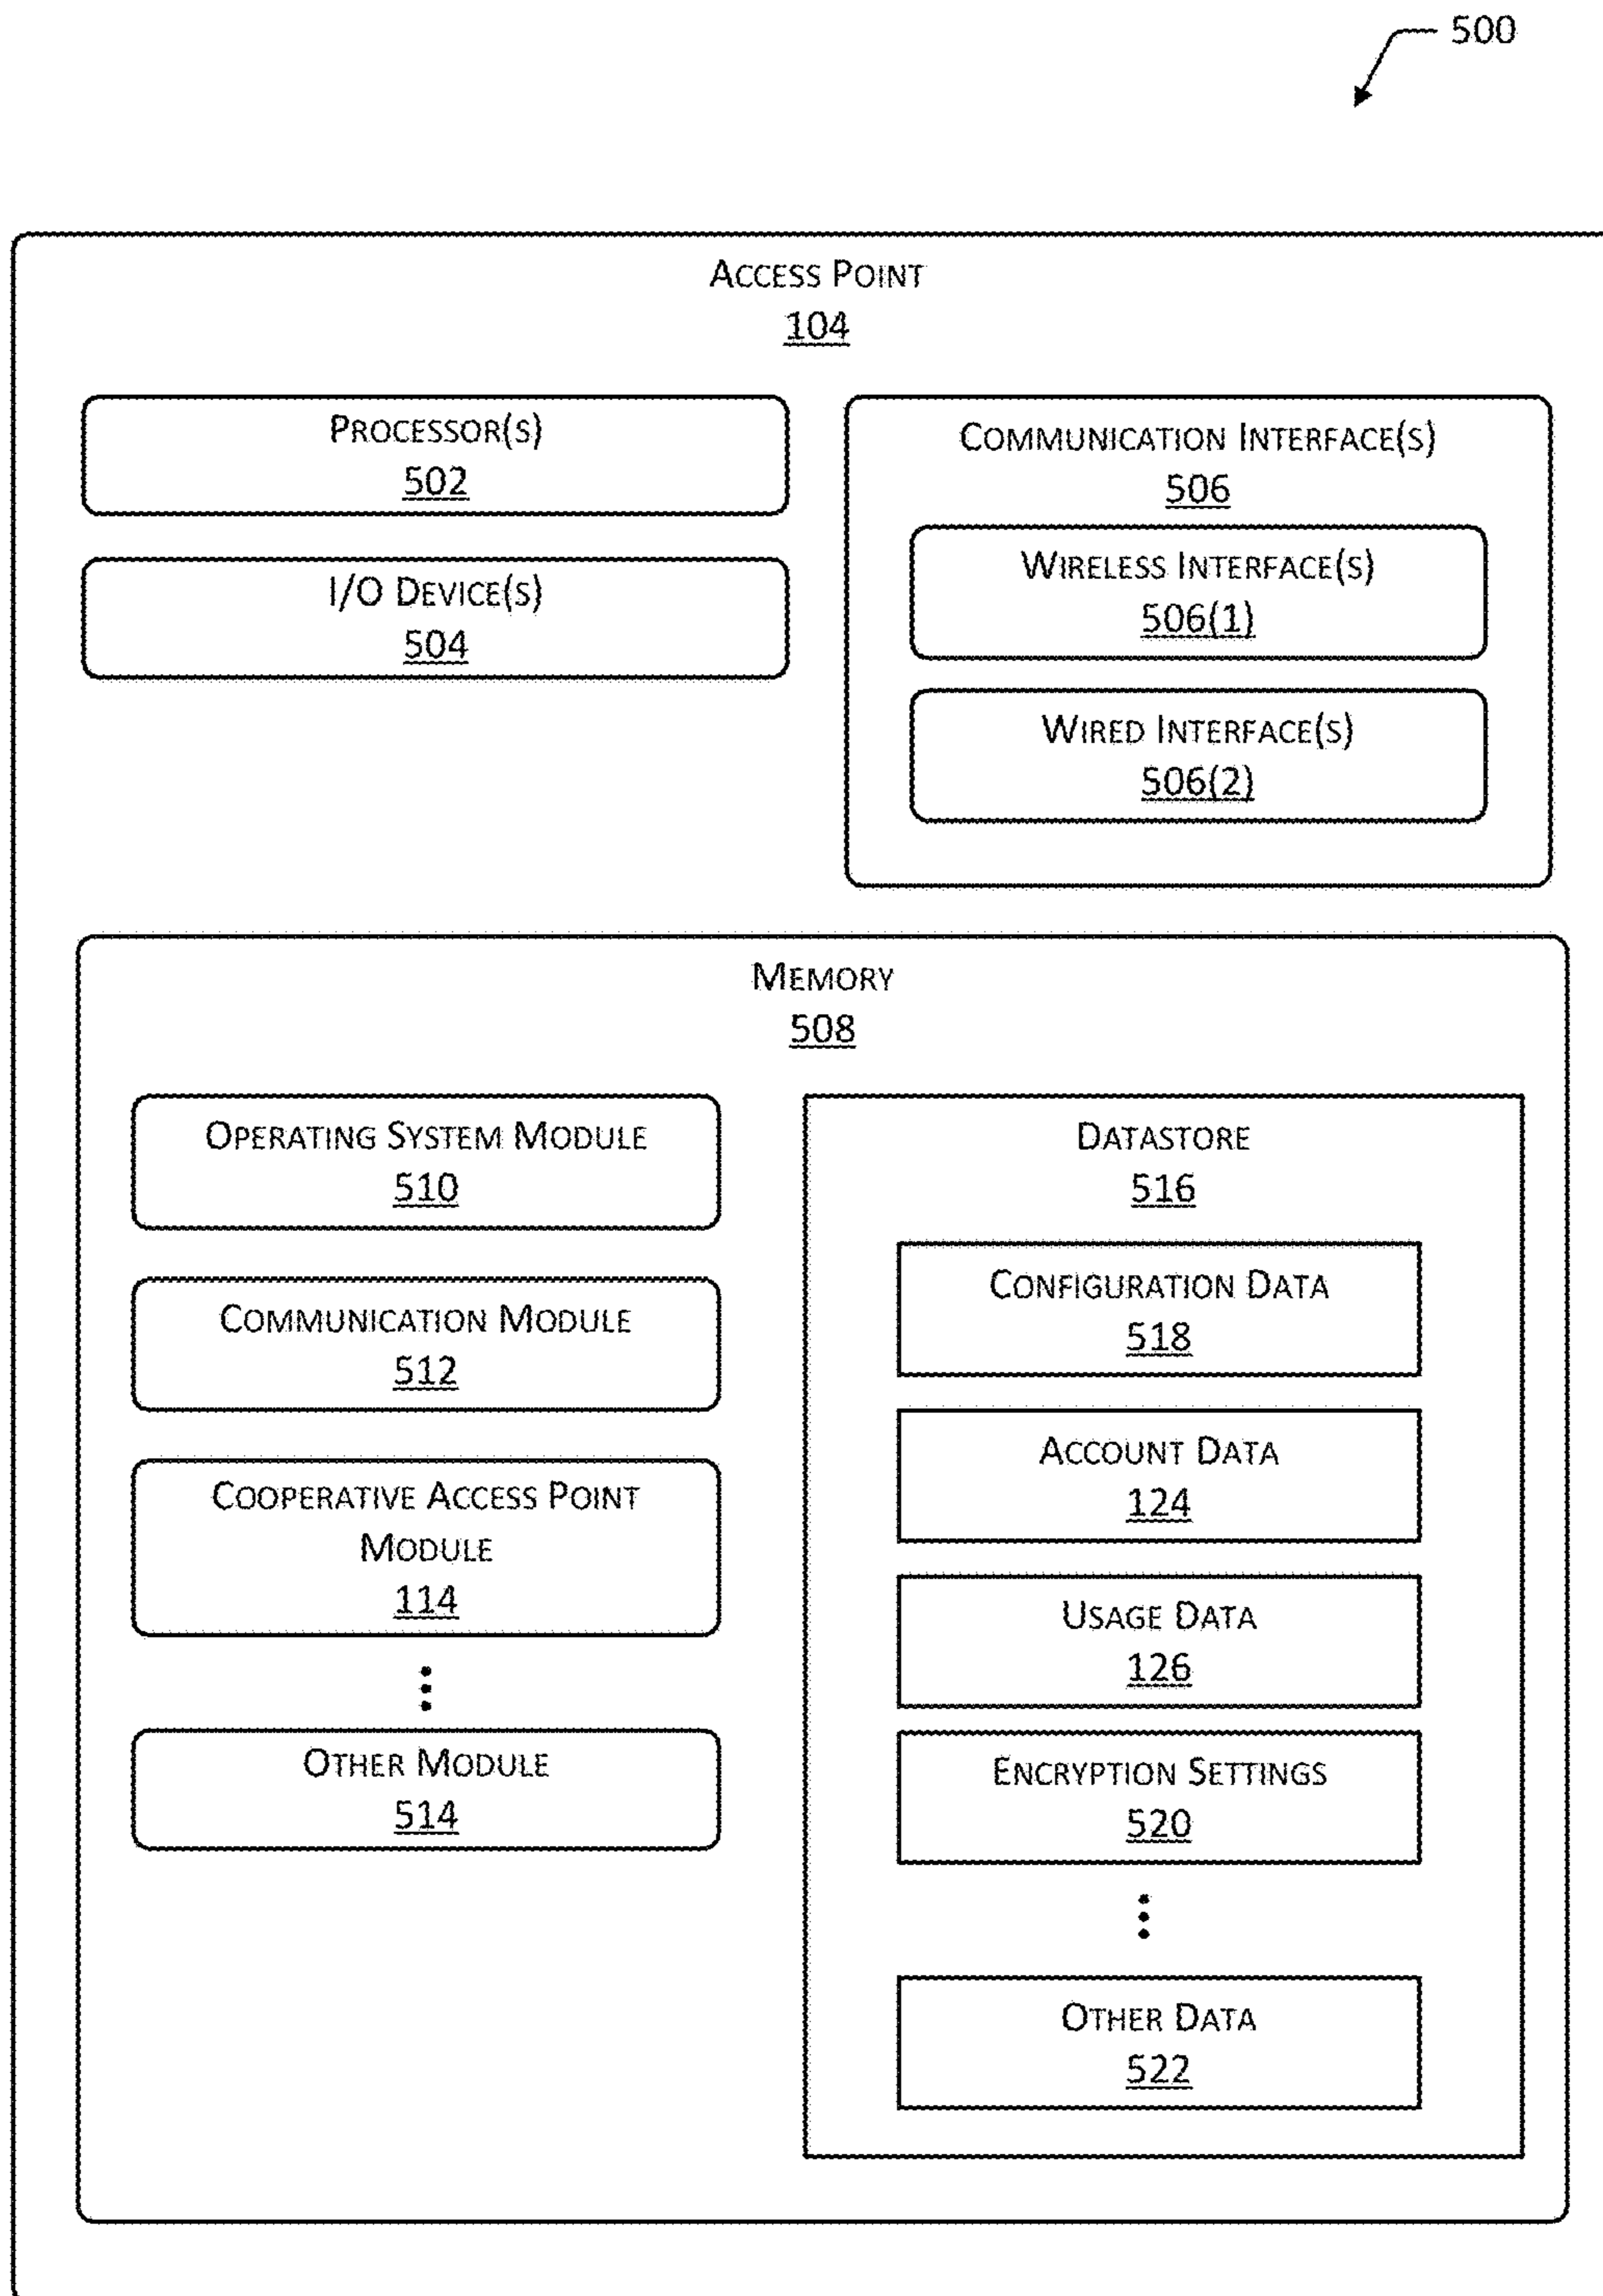 500
ACCESS POINT
104
PROCESSOR(S)
502
I/O DEVICE(S)
504
COMMUNICATION INTERFACE(S)
506
WIRELESS INTERFACE(S)
506(1)
WIRED INTERFACE(S)
506(2)
MEMORY
508
OPERATING SYSTEM MODULE
510
COMMUNICATION MODULE
512
COOPERATIVE ACCESS POINT
MODULE
114
OTHER MODULE
514
DATASTORE
516
CONFIGURATION DATA
518
ACCOUNT DATA
124
USAGE DATA
126
ENCRYPTION SETTINGS
520
OTHER DATA
522